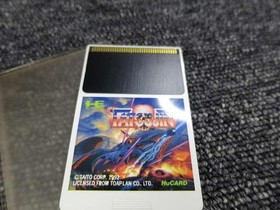 TATSUJIN
©TAITO CORP. 1992
LICENSED FROM TOAPLAN CO., LTD.
HuCARD